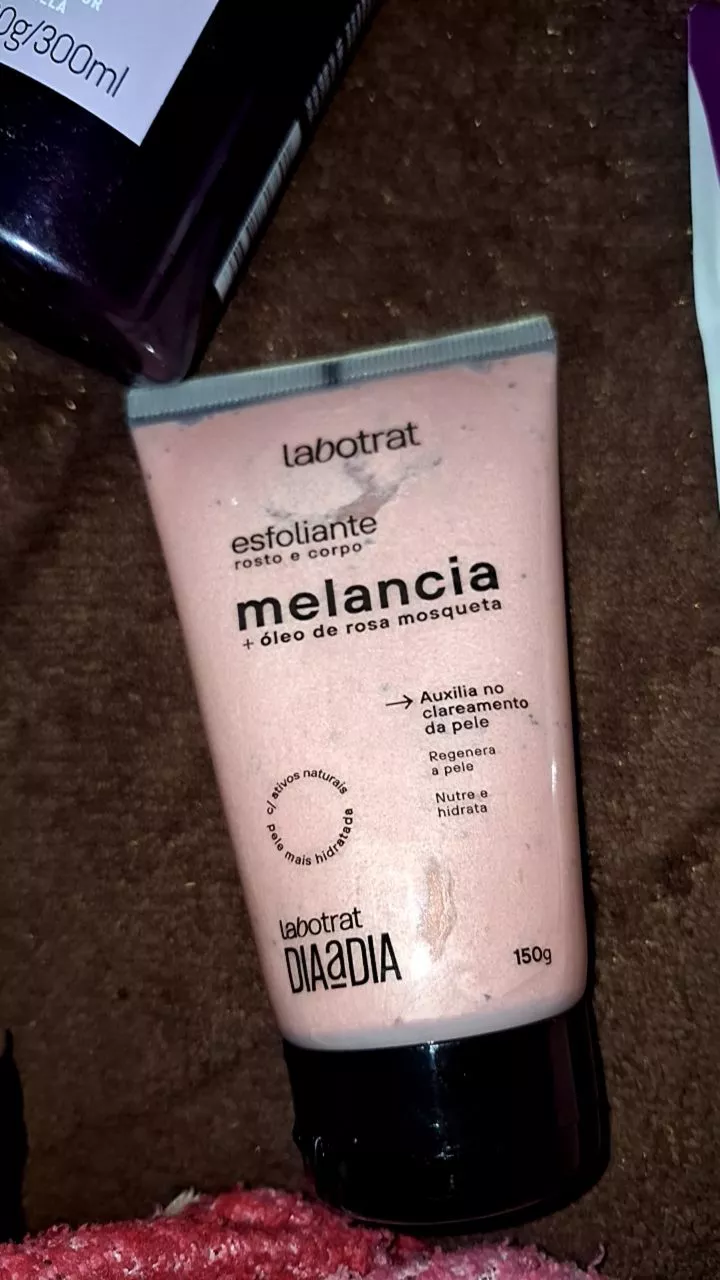 0g/300ml
labotrat
esfoliante
rosto e corpo
melancia
+ óleo de rosa mosqueta
→ Auxilia no
clareamento
da pele
Regenera
a pele
Nutre e
hidrata
c/ ativos naturais
pele mais hidratada
labotrat
DIAaDIA
150g